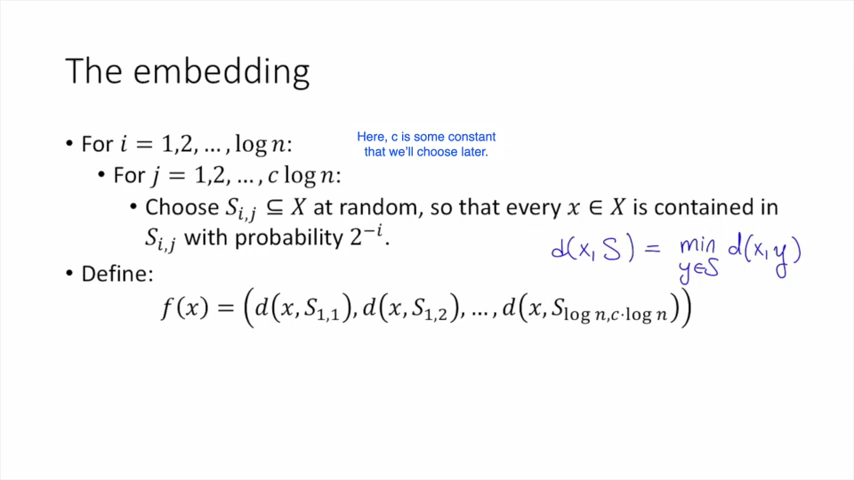 The embedding
• For i = 1,2, …, log n:
Here, c is some constant
that we'll choose later.
• For j = 1,2, …, c log n:
• Choose S_{i,j} ⊆ X at random, so that every x ∈ X is contained in
S_{i,j} with probability 2^{−i}.
d(x,S) = min_{y∈S} d(x,y)
• Define:
f(x) = (d(x, S_{1,1}), d(x, S_{1,2}), …, d(x, S_{log n,c·log n}))